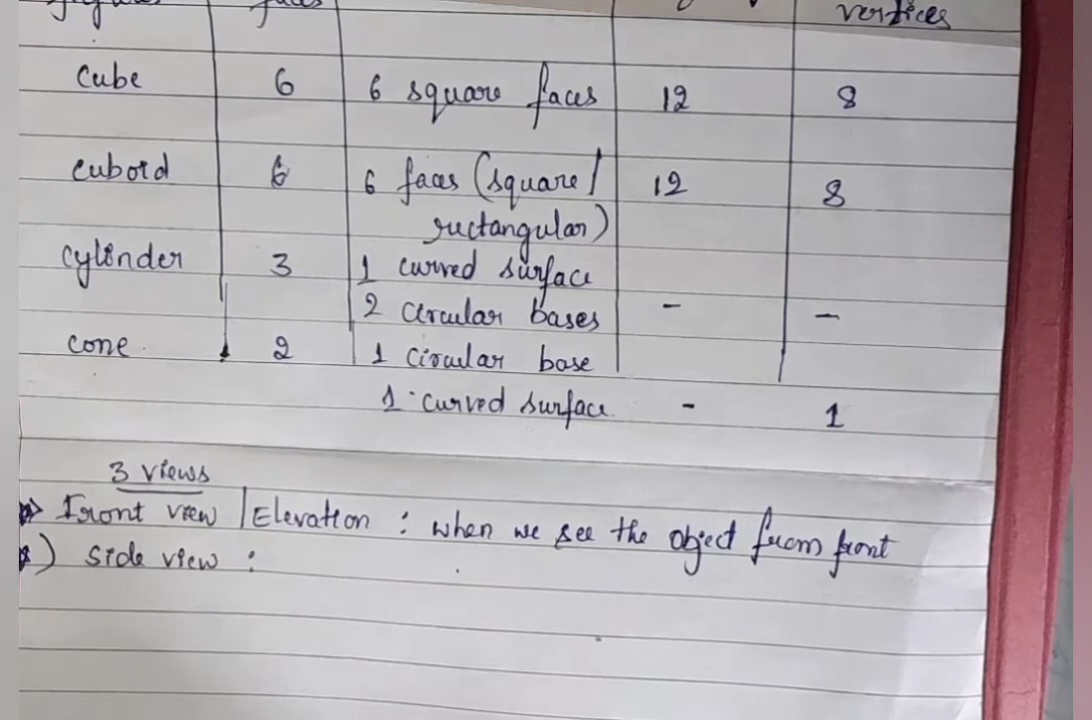 faces vertices
cube 6 6 square faces 12 8
cuboid 6 6 faces (square/ 12 8
rectangular)
cylinder 3 1 curved surface
2 circular bases - -
cone. 2 1 circular base
1 curved surface. - 1
3 views
Front view | Elevation : when we see the object from front
) side view :